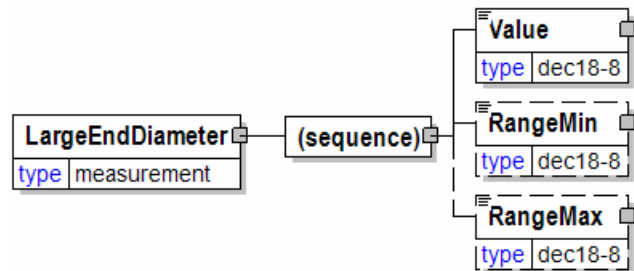 Value
type dec18-8
RangeMin
type dec18-8
LargeEndDiameter
type measurement
(sequence)
RangeMax
type dec18-8